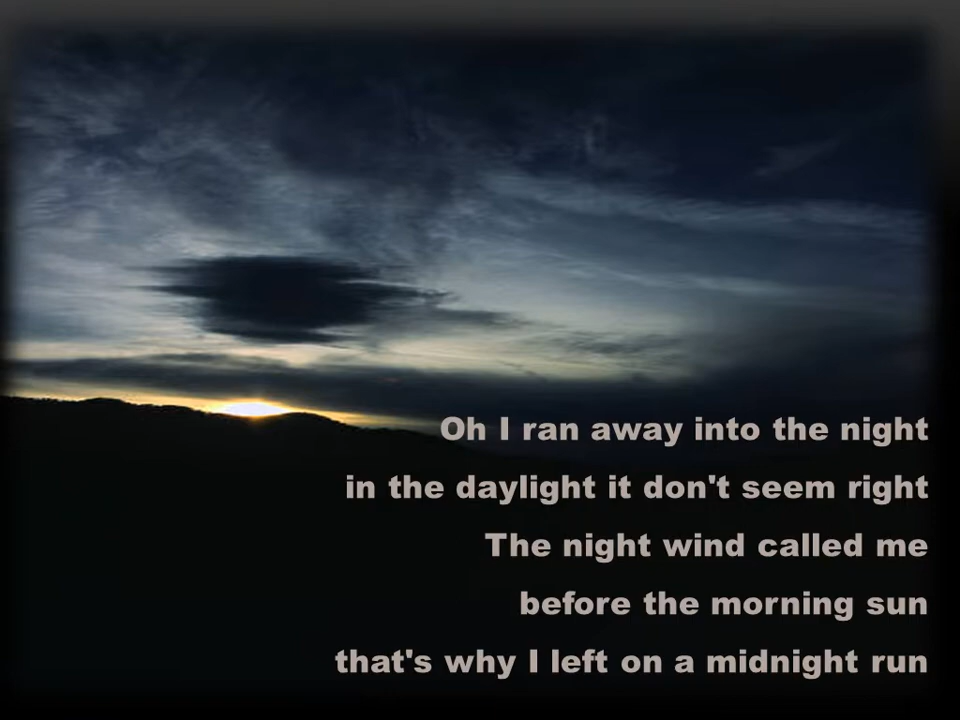 Oh I ran away into the night
in the daylight it don't seem right
The night wind called me
before the morning sun
that's why I left on a midnight run